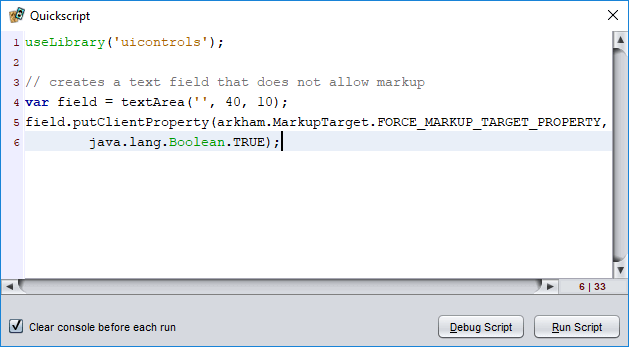 Quickscript
1 useLibrary('uicontrols');
2
3 // creates a text field that does not allow markup
4 var field = textArea('', 40, 10);
5 field.putClientProperty(arkham.MarkupTarget.FORCE_MARKUP_TARGET_PROPERTY,
6         java.lang.Boolean.TRUE);
6 | 33
Clear console before each run
Debug Script
Run Script